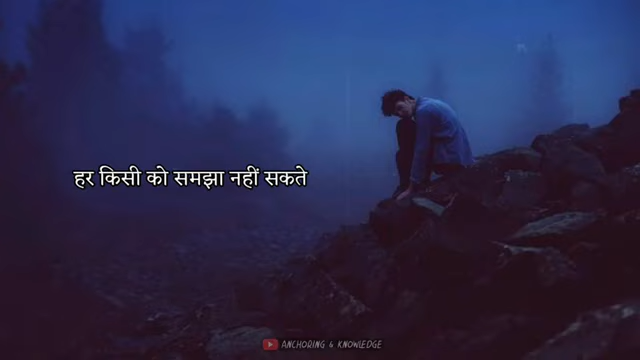 हर किसी को समझा नहीं सकते
ANCHORING & KNOWLEDGE